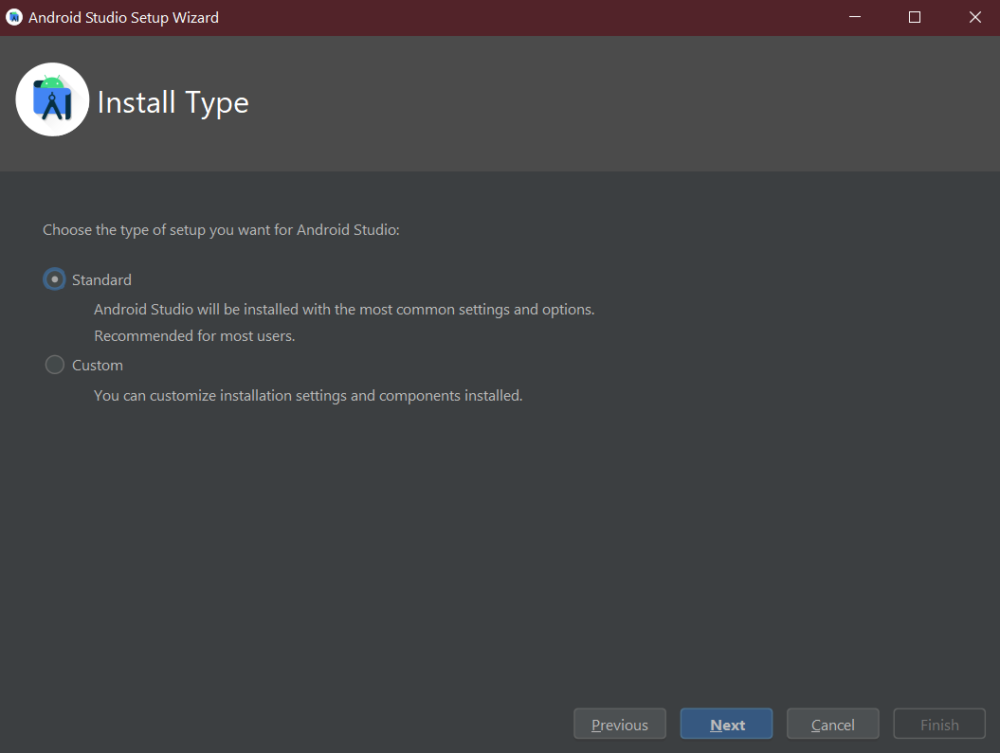 Android Studio Setup Wizard
Install Type
Choose the type of setup you want for Android Studio:
Standard
Android Studio will be installed with the most common settings and options.
Recommended for most users.
Custom
You can customize installation settings and components installed.
Previous
Next
Cancel
Finish